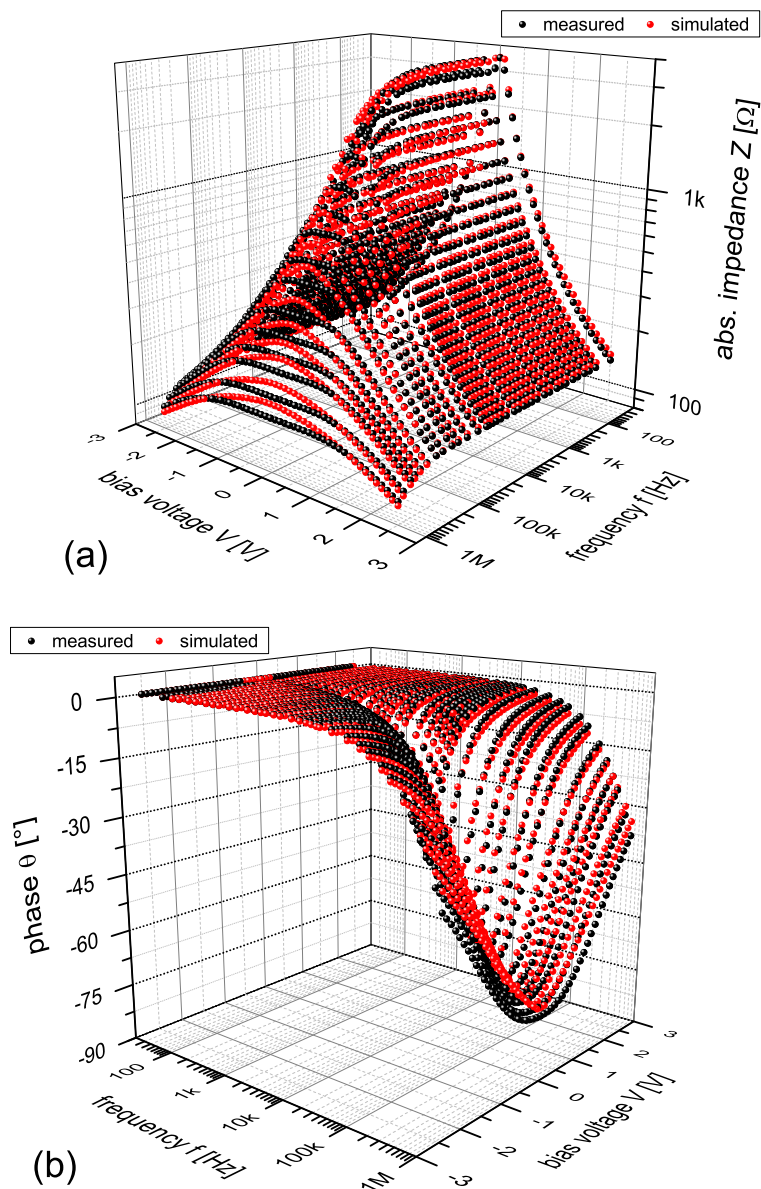 measured simulated
abs. impedance Z [Ω]
1k
100
-3
-2
-1
0
1
2
3
bias voltage V [V]
100
1k
10k
100k
1M
frequency f [Hz]
(a)
measured simulated
0
-15
-30
-45
-60
-75
-90
phase θ [°]
100
1k
10k
100k
1M
frequency f [Hz]
3
2
1
0
-1
-2
-3
bias voltage V [V]
(b)